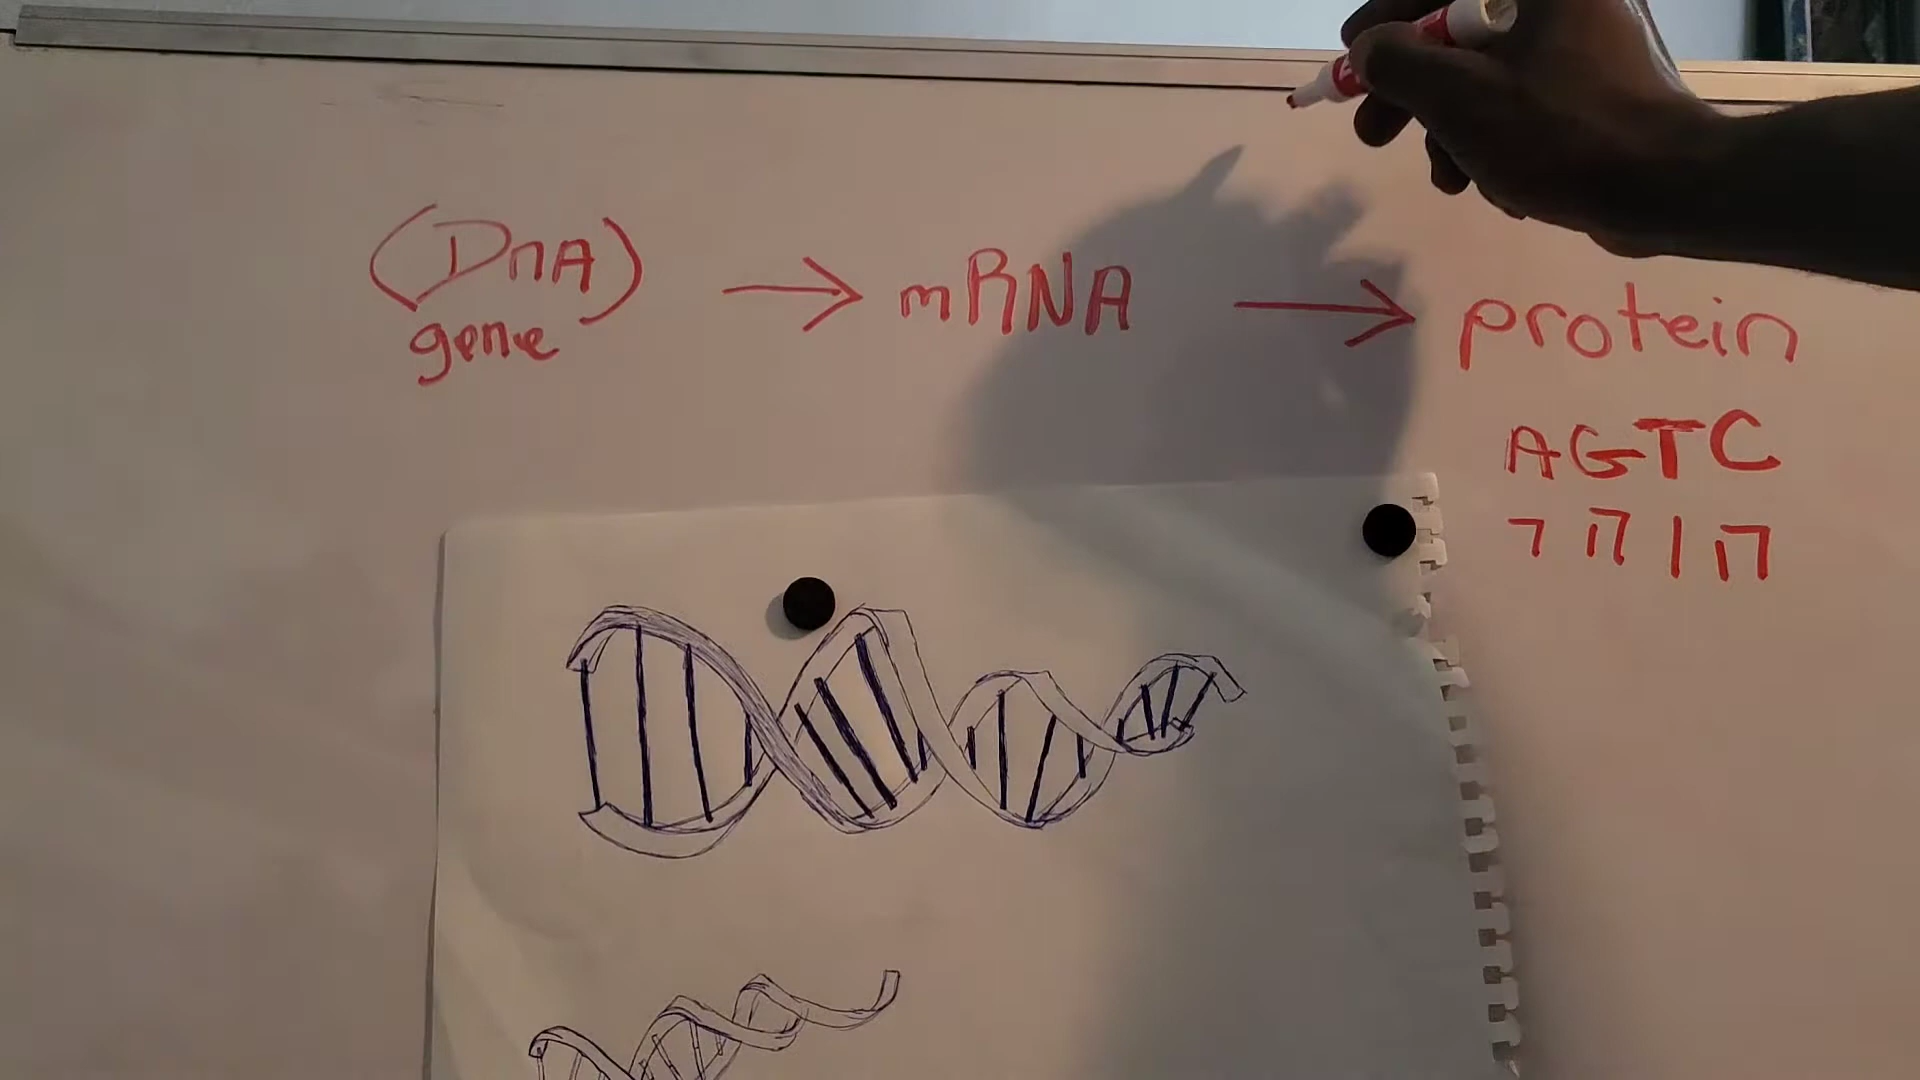 (DnA) → mRNA → protein
gene
AGTC